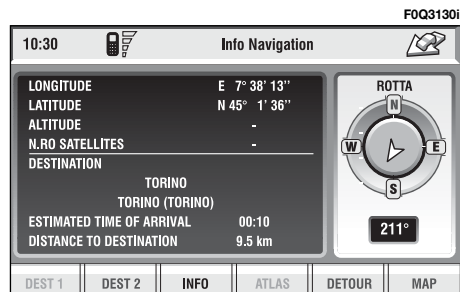 F0Q3130i
10:30 Info Navigation
LONGITUDE E 7° 38' 13''
LATITUDE N 45° 1' 36''
ALTITUDE -
N.RO SATELLITES -
DESTINATION
TORINO
TORINO (TORINO)
ESTIMATED TIME OF ARRIVAL 00:10
DISTANCE TO DESTINATION 9.5 km
ROTTA
N
W E
S
211°
DEST 1 DEST 2 INFO ATLAS DETOUR MAP